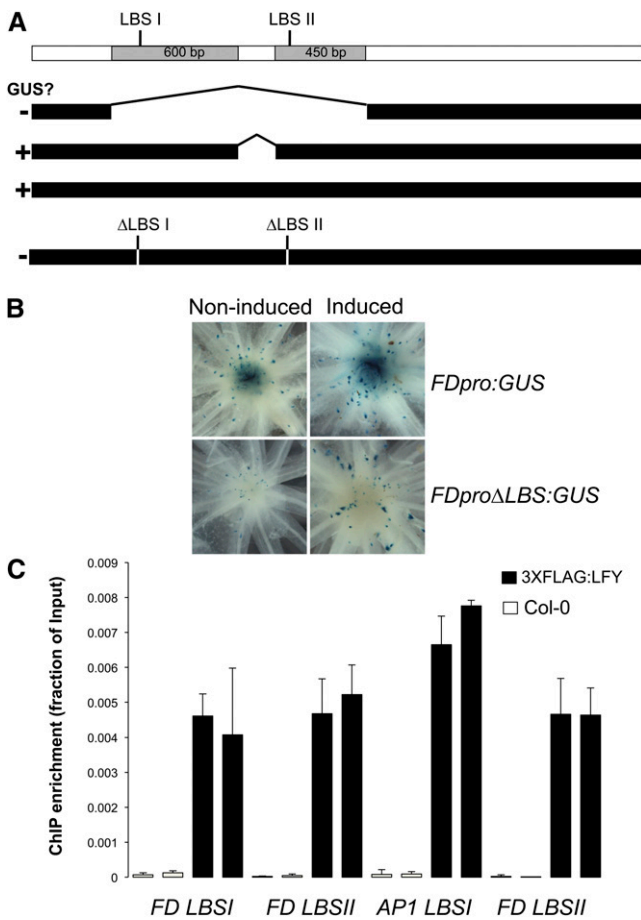 A
LBS I
LBS II
600 bp
450 bp
GUS?
-
+
+
ΔLBS I
ΔLBS II
-
B
Non-induced
Induced
FDpro:GUS
FDproΔLBS:GUS
C
0.009
0.008
0.007
0.006
0.005
0.004
0.003
0.002
0.001
0
ChIP enrichment (fraction of Input)
3XFLAG:LFY
Col-0
FD LBSI
FD LBSII
AP1 LBSI
FD LBSII